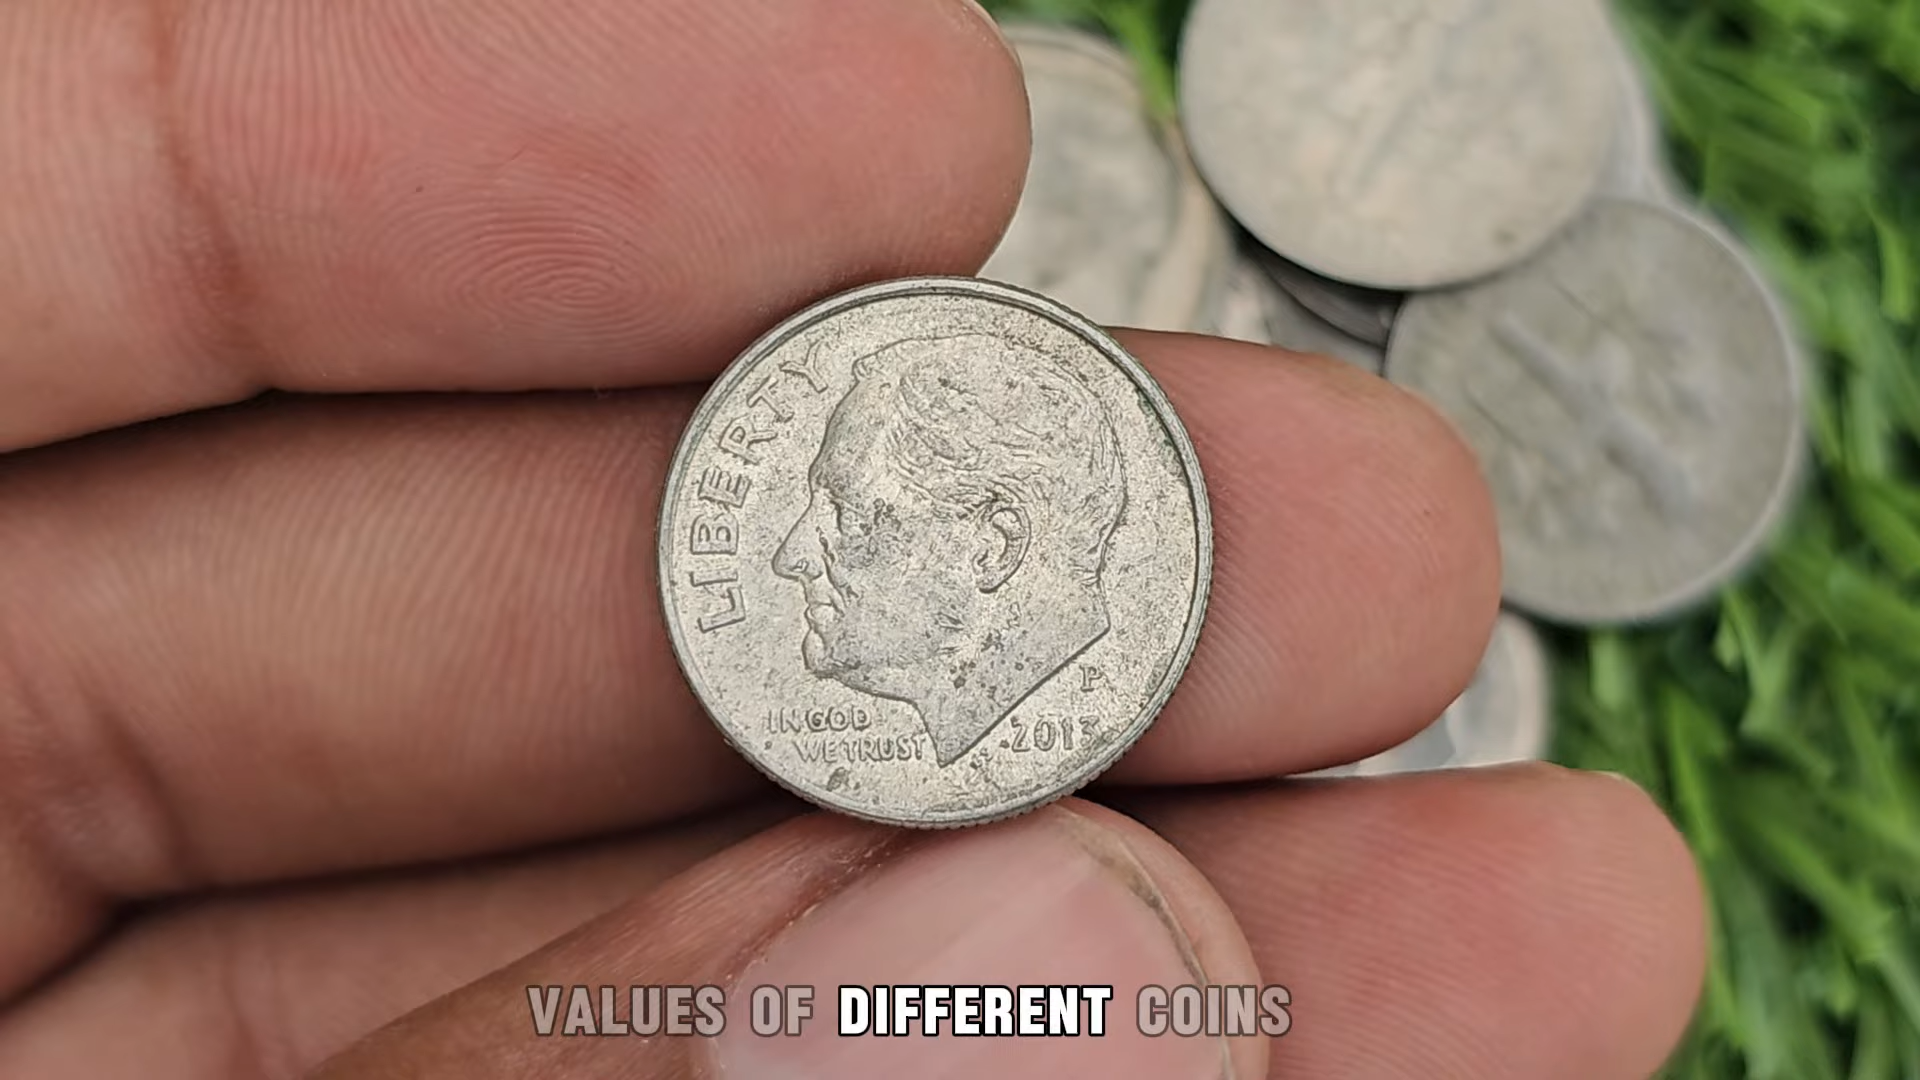 LIBERTY
IN GOD
WE TRUST
P
2013
VALUES OF DIFFERENT COINS